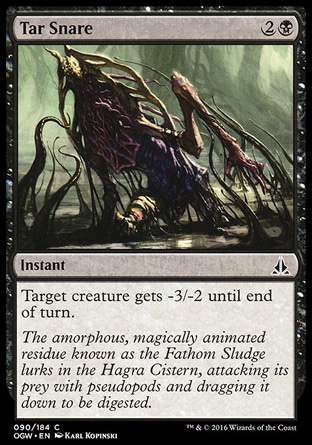 Tar Snare 2
Instant
Target creature gets -3/-2 until end
of turn.
The amorphous, magically animated
residue known as the Fathom Sludge
lurks in the Hagra Cistern, attacking its
prey with pseudopods and dragging it
down to be digested.
090/184 C
OGW • EN Karl Kopinski ™ & © 2016 Wizards of the Coast